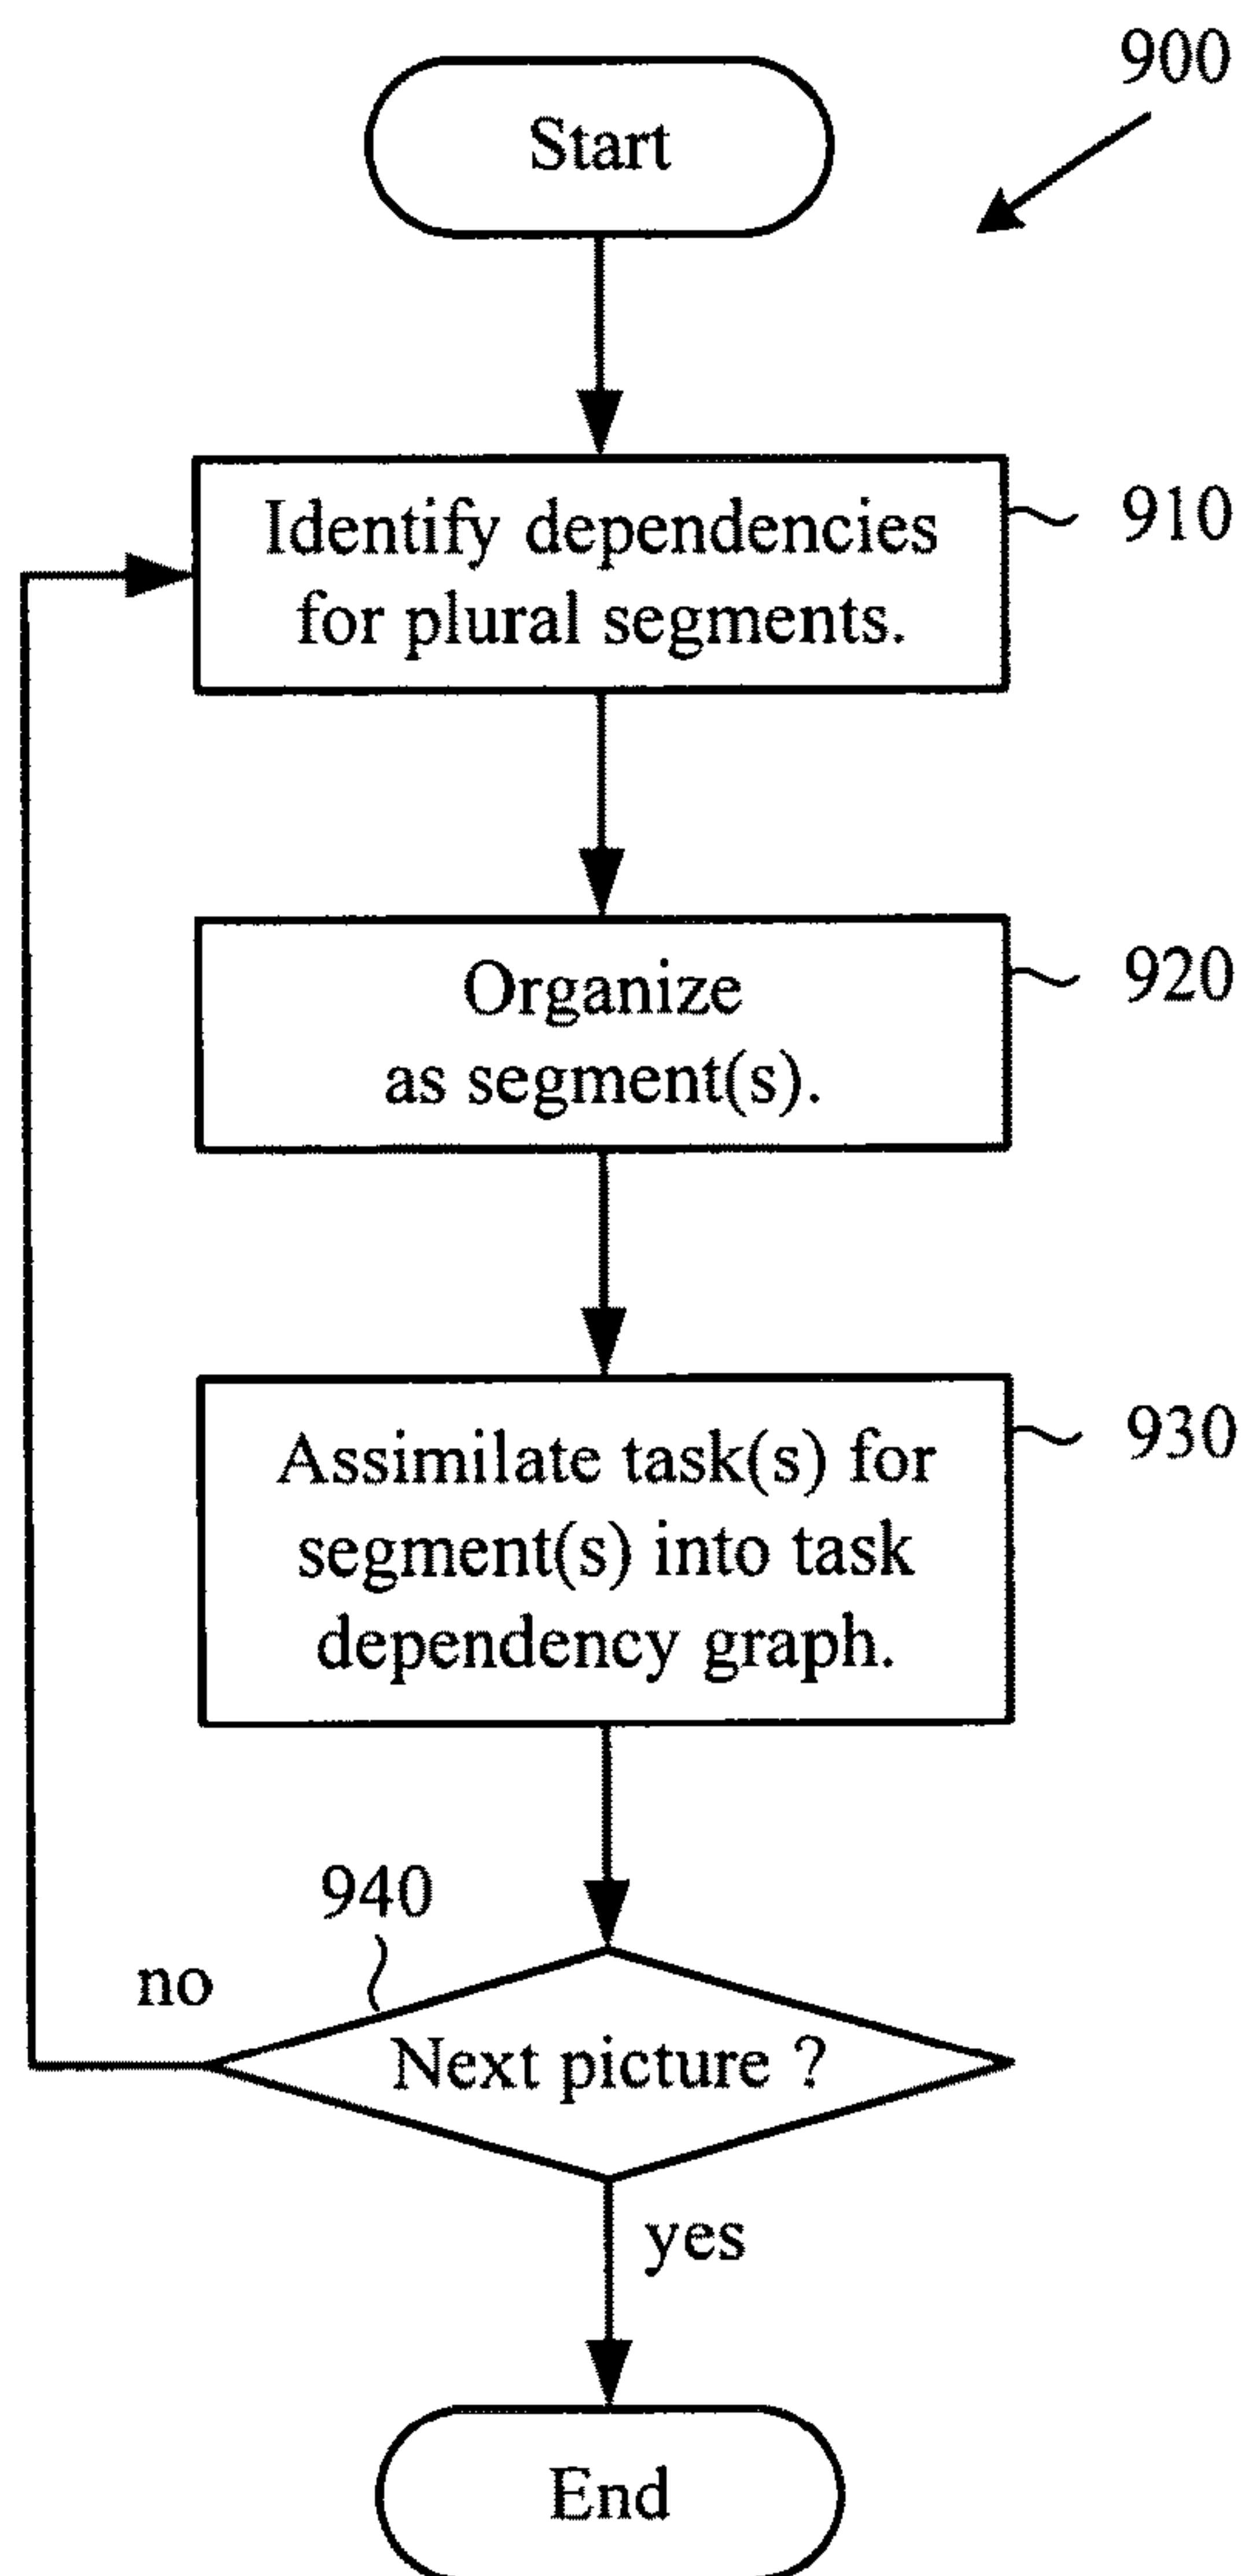 900
Start
Identify dependencies
for plural segments.
910
Organize
as segment(s).
920
Assimilate task(s) for
segment(s) into task
dependency graph.
930
940
no
Next picture ?
yes
End